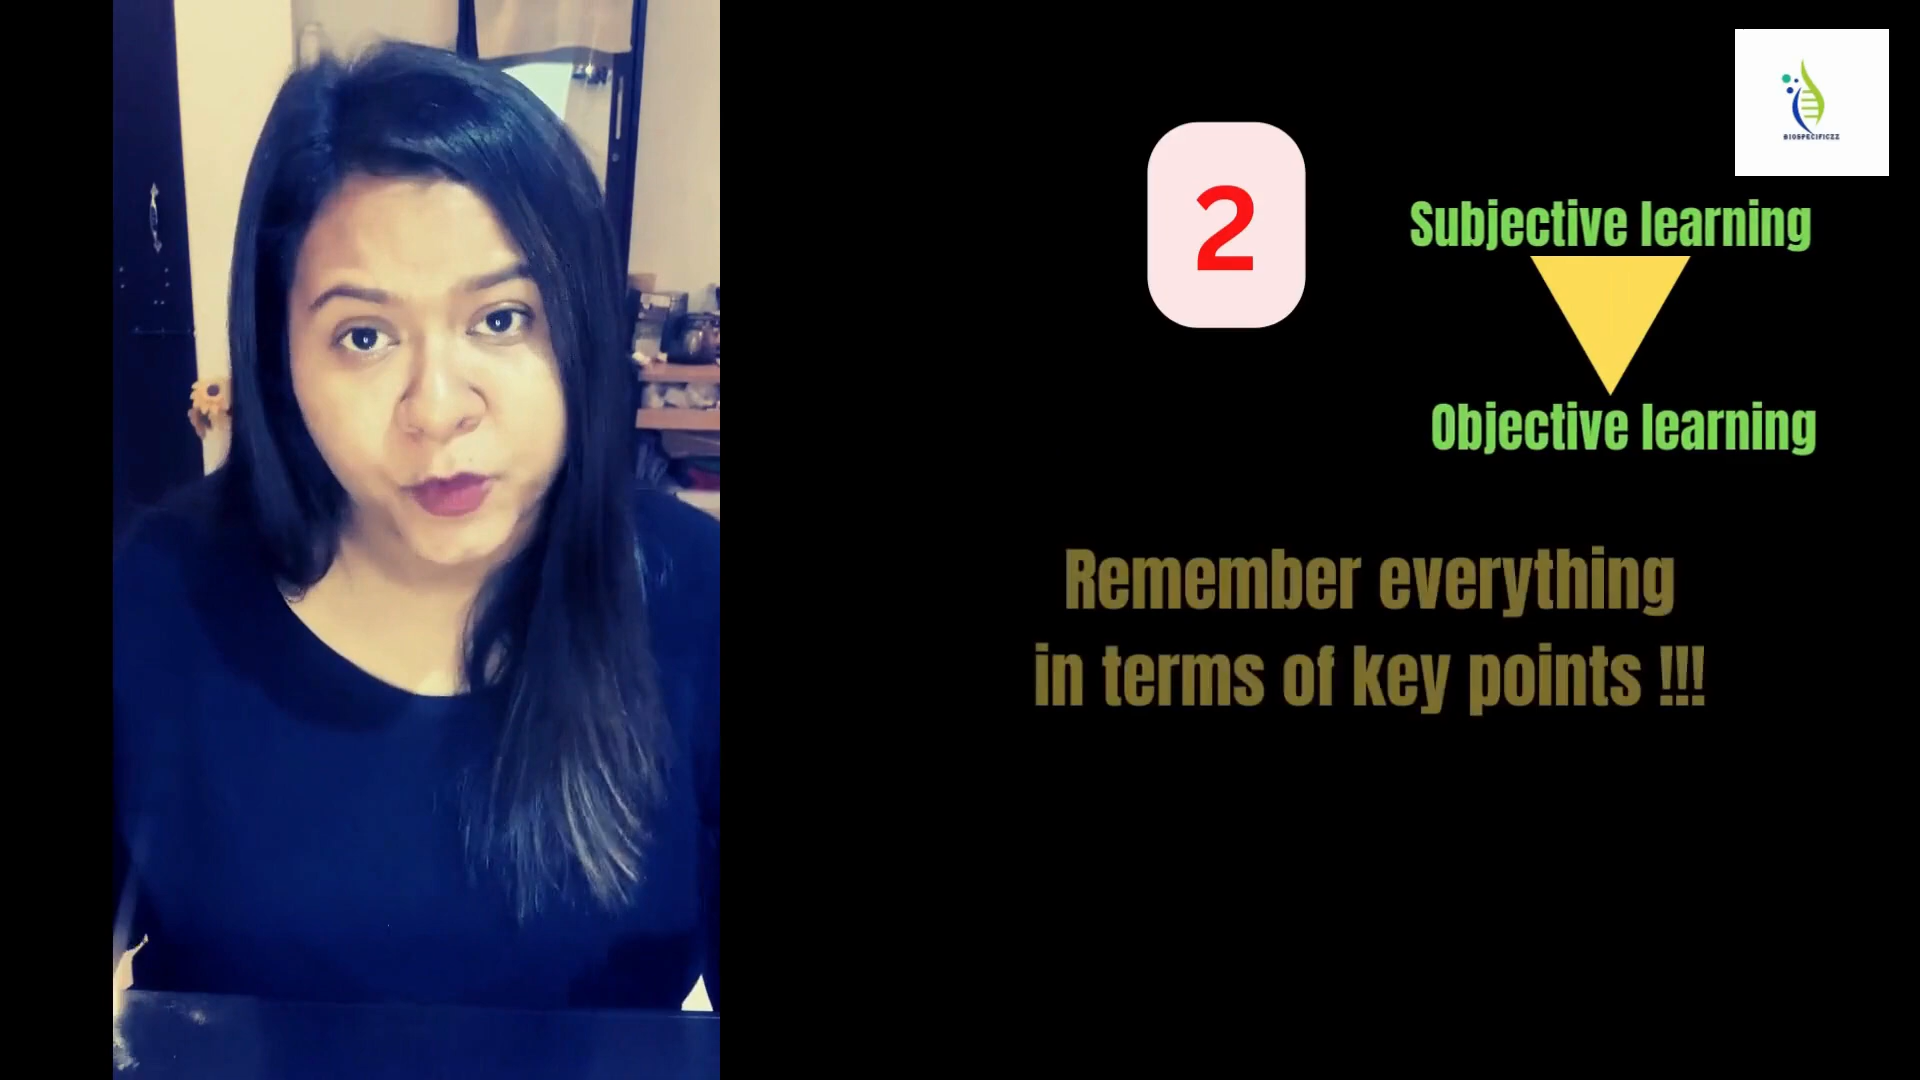 BIOSPECIFICZZ
2
Subjective learning
Objective learning
Remember everything
in terms of key points !!!